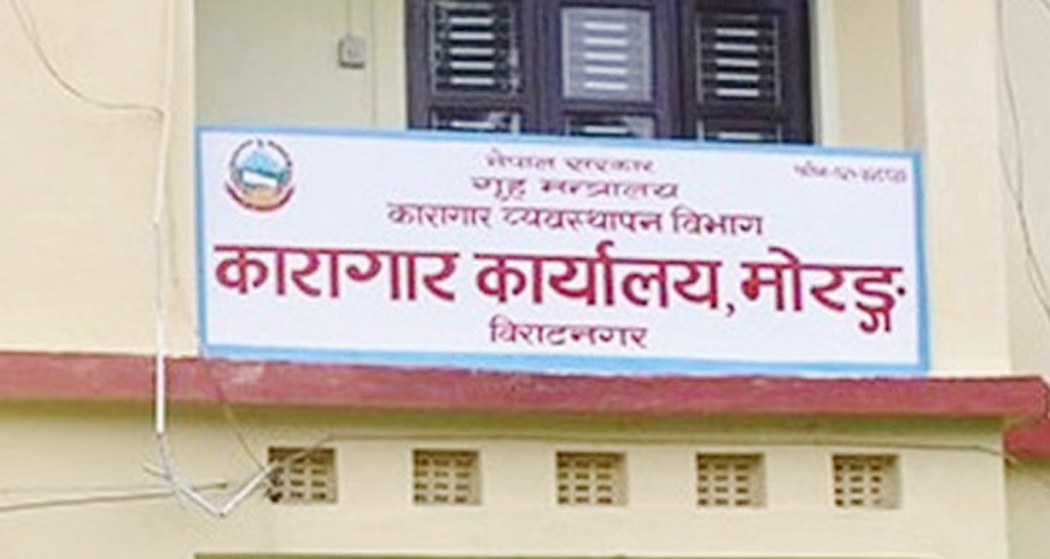 नेपाल सरकार
गृह मन्त्रालय
कारागार व्यवस्थापन विभाग
कारागार कार्यालय, मोरङ्ग
विराटनगर